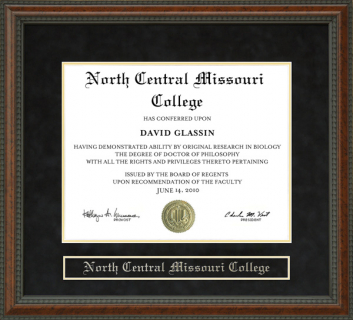 North Central Missouri
College
HAS CONFERRED UPON
DAVID GLASSIN
HAVING DEMONSTRATED ABILITY BY ORIGINAL RESEARCH IN BIOLOGY
THE DEGREE OF DOCTOR OF PHILOSOPHY
WITH ALL THE RIGHTS AND PRIVILEGES THERETO PERTAINING
ISSUED BY THE BOARD OF REGENTS
UPON RECOMMENDATION OF THE FACULTY
JUNE 14, 2010
PROVOST
PRESIDENT
North Central Missouri College